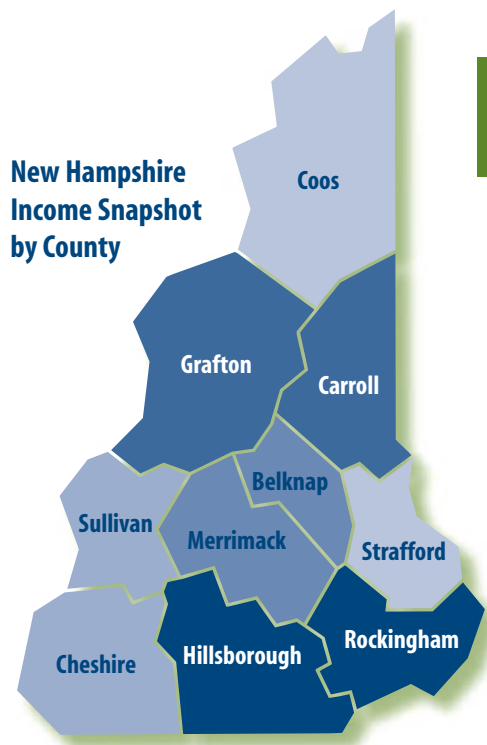 New Hampshire
Income Snapshot
by County
Coos
Grafton
Carroll
Belknap
Sullivan
Merrimack
Strafford
Rockingham
Hillsborough
Cheshire